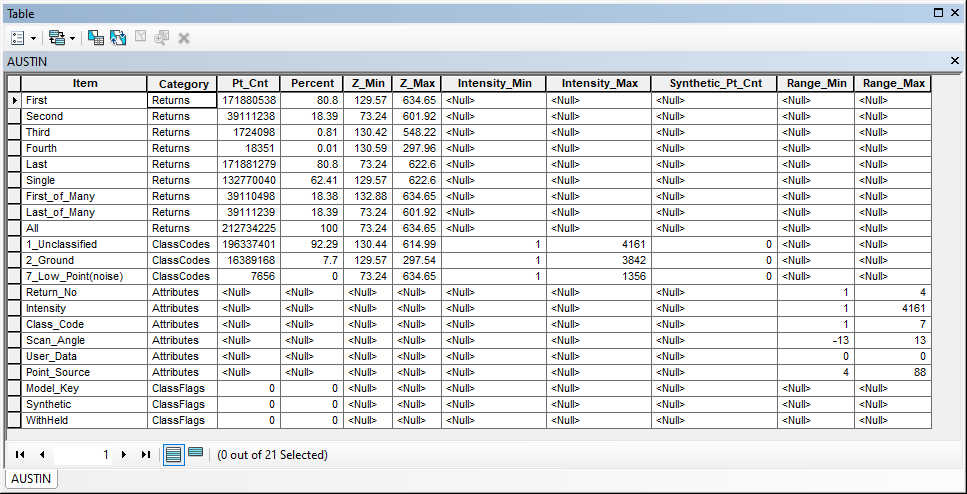 Table
AUSTIN
Item Category Pt_Cnt Percent Z_Min Z_Max Intensity_Min Intensity_Max Synthetic_Pt_Cnt Range_Min Range_Max
First Returns 171880538 80.8 129.57 634.65 <Null> <Null> <Null> <Null> <Null>
Second Returns 39111238 18.39 73.24 601.92 <Null> <Null> <Null> <Null> <Null>
Third Returns 1724098 0.81 130.42 548.22 <Null> <Null> <Null> <Null> <Null>
Fourth Returns 18351 0.01 130.59 297.96 <Null> <Null> <Null> <Null> <Null>
Last Returns 171881279 80.8 73.24 622.6 <Null> <Null> <Null> <Null> <Null>
Single Returns 132770040 62.41 129.57 622.6 <Null> <Null> <Null> <Null> <Null>
First_of_Many Returns 39110498 18.38 132.88 634.65 <Null> <Null> <Null> <Null> <Null>
Last_of_Many Returns 39111239 18.39 73.24 601.92 <Null> <Null> <Null> <Null> <Null>
All Returns 212734225 100 73.24 634.65 <Null> <Null> <Null> <Null> <Null>
1_Unclassified ClassCodes 196337401 92.29 130.44 614.99 1 4161 0 <Null> <Null>
2_Ground ClassCodes 16389168 7.7 129.57 297.54 1 3842 0 <Null> <Null>
7_Low_Point(noise) ClassCodes 7656 0 73.24 634.65 1 1356 0 <Null> <Null>
Return_No Attributes <Null> <Null> <Null> <Null> <Null> <Null> <Null> 1 4
Intensity Attributes <Null> <Null> <Null> <Null> <Null> <Null> <Null> 1 4161
Class_Code Attributes <Null> <Null> <Null> <Null> <Null> <Null> <Null> 1 7
Scan_Angle Attributes <Null> <Null> <Null> <Null> <Null> <Null> <Null> -13 13
User_Data Attributes <Null> <Null> <Null> <Null> <Null> <Null> <Null> 0 0
Point_Source Attributes <Null> <Null> <Null> <Null> <Null> <Null> <Null> 4 88
Model_Key ClassFlags 0 0 <Null> <Null> <Null> <Null> <Null> <Null> <Null>
Synthetic ClassFlags 0 0 <Null> <Null> <Null> <Null> <Null> <Null> <Null>
WithHeld ClassFlags 0 0 <Null> <Null> <Null> <Null> <Null> <Null> <Null>
1 (0 out of 21 Selected)
AUSTIN